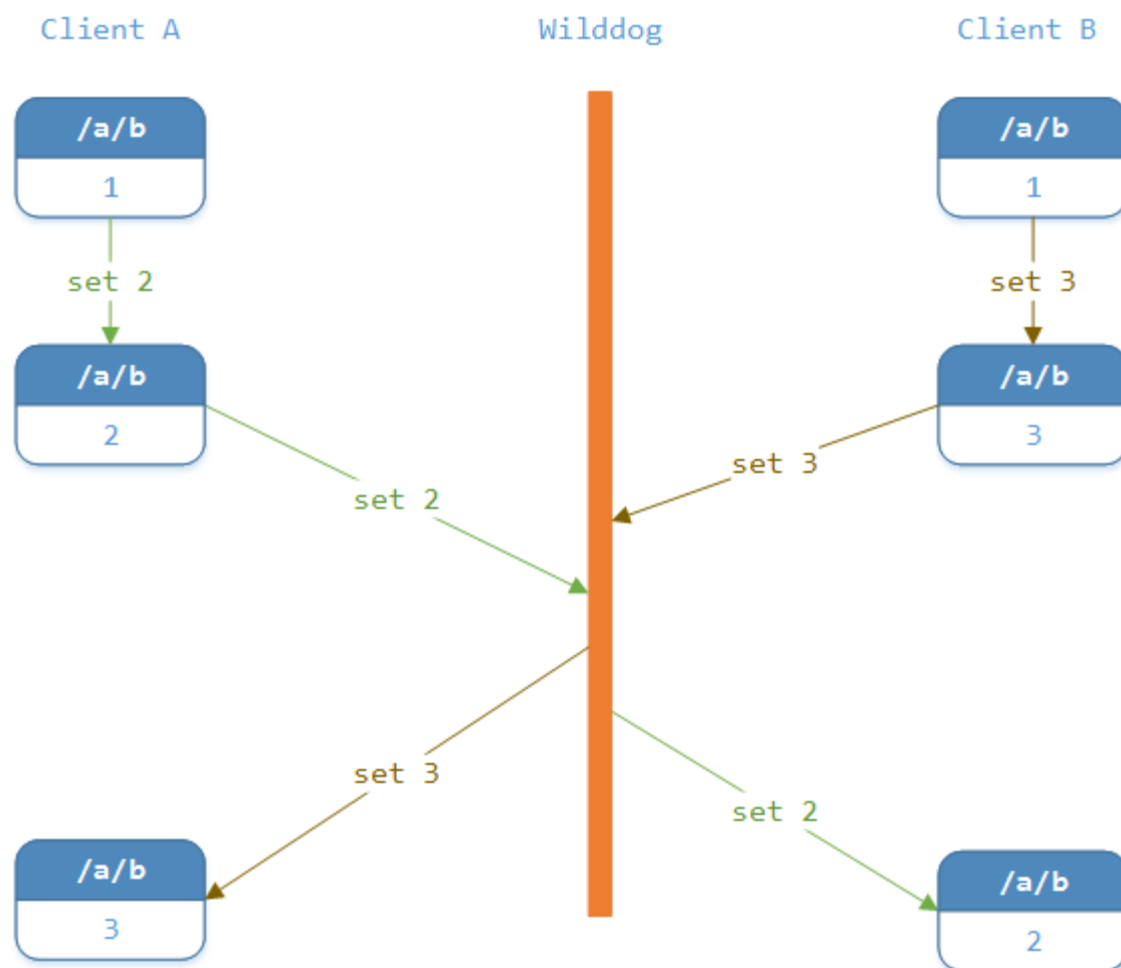 Client A
Wilddog
Client B
/a/b
1
/a/b
1
set 2
set 3
/a/b
2
/a/b
3
set 2
set 3
set 3
set 2
/a/b
3
/a/b
2